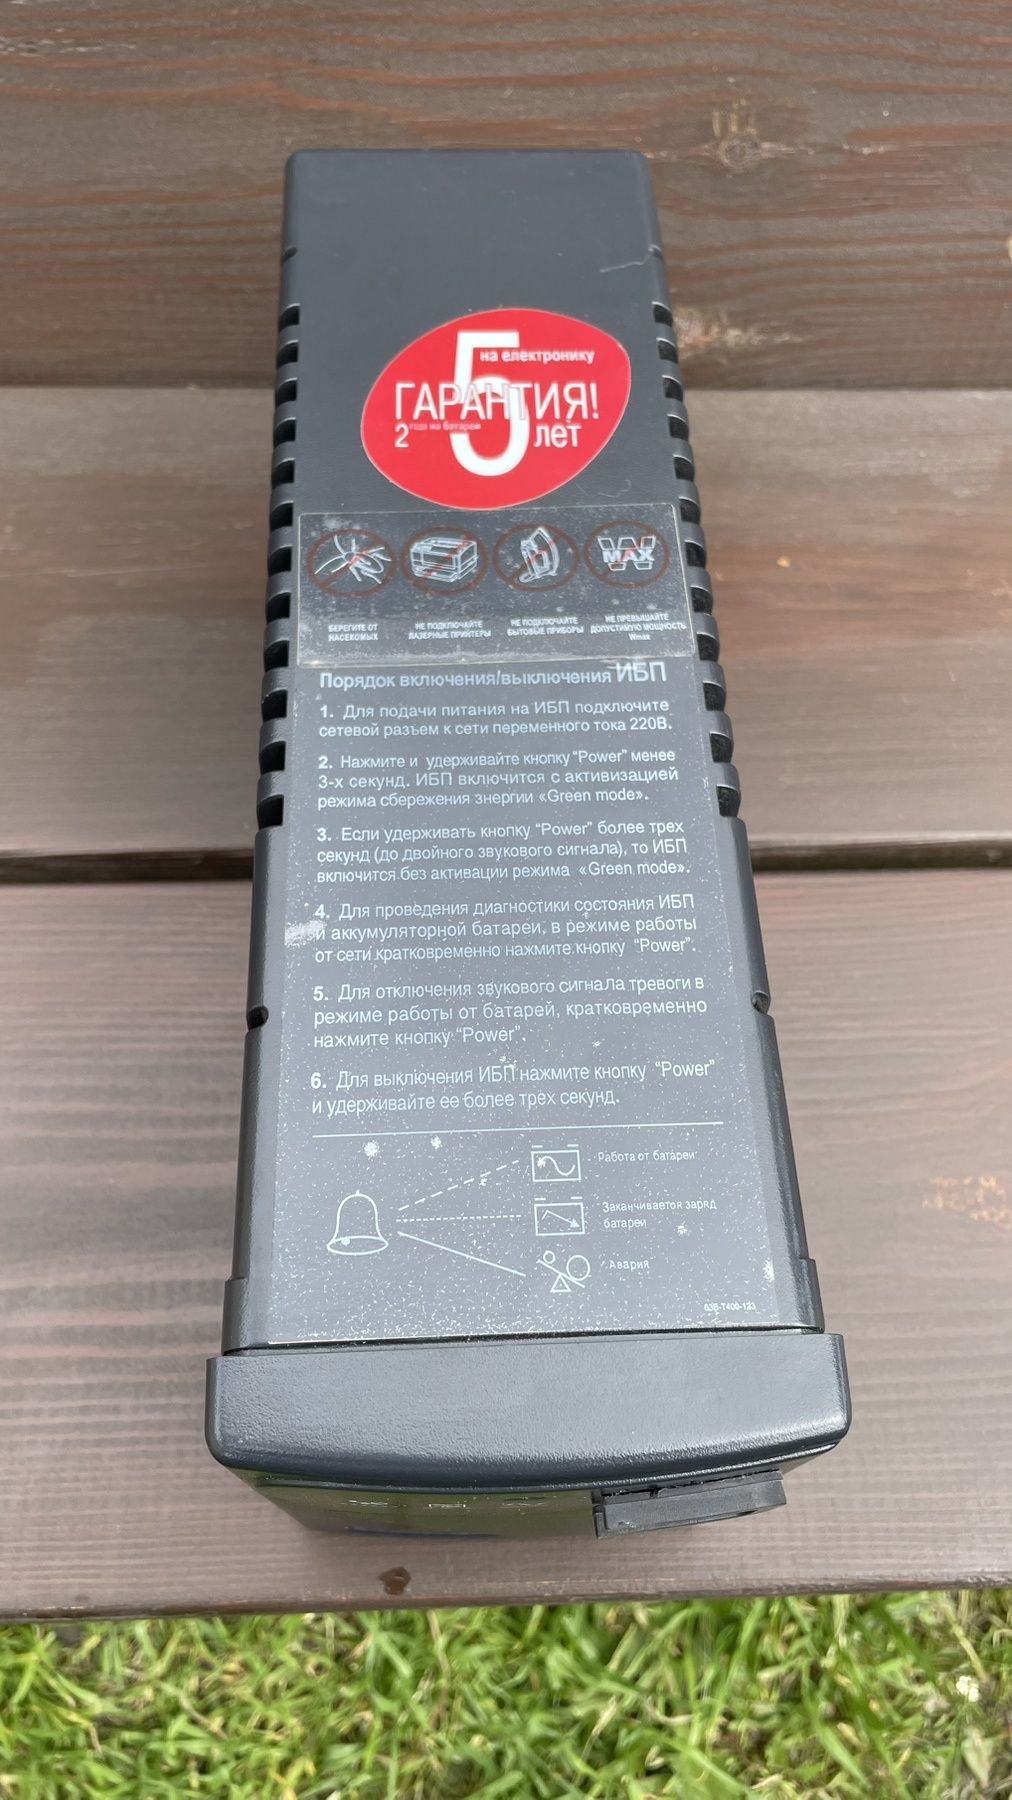 5
на електронику
ГАРАНТИЯ!
2 года на батареи
лет
W
MAX
БЕРЕГИТЕ ОТ
НАСЕКОМЫХ
НЕ ПОДКЛЮЧАЙТЕ
ЛАЗЕРНЫЕ ПРИНТЕРЫ
НЕ ПОДКЛЮЧАЙТЕ
БЫТОВЫЕ ПРИБОРЫ
НЕ ПРЕВЫШАЙТЕ
ДОПУСТИМУЮ МОЩНОСТЬ
Wmax
Порядок включения/выключения ИБП
1. Для подачи питания на ИБП подключите
сетевой разъем к сети переменного тока 220В.
2. Нажмите и удерживайте кнопку "Power" менее
3-х секунд. ИБП включится с активизацией
режима сбережения знергии «Green mode».
3. Если удерживать кнопку "Power" более трех
секунд (до двойного звукового сигнала), то ИБП
включится без активации режима «Green mode».
4. Для проведения диагностики состояния ИБП
и аккумуляторной батареи, в режиме работы
от сети кратковременно нажмите кнопку "Power".
5. Для отключения звукового сигнала тревоги в
режиме работы от батарей, кратковременно
нажмите кнопку "Power".
6. Для выключения ИБП нажмите кнопку "Power"
и удерживайте ее более трех секунд.
Работа от батареи
Заканчивается заряд
батареи
Авария
63B-T400-123